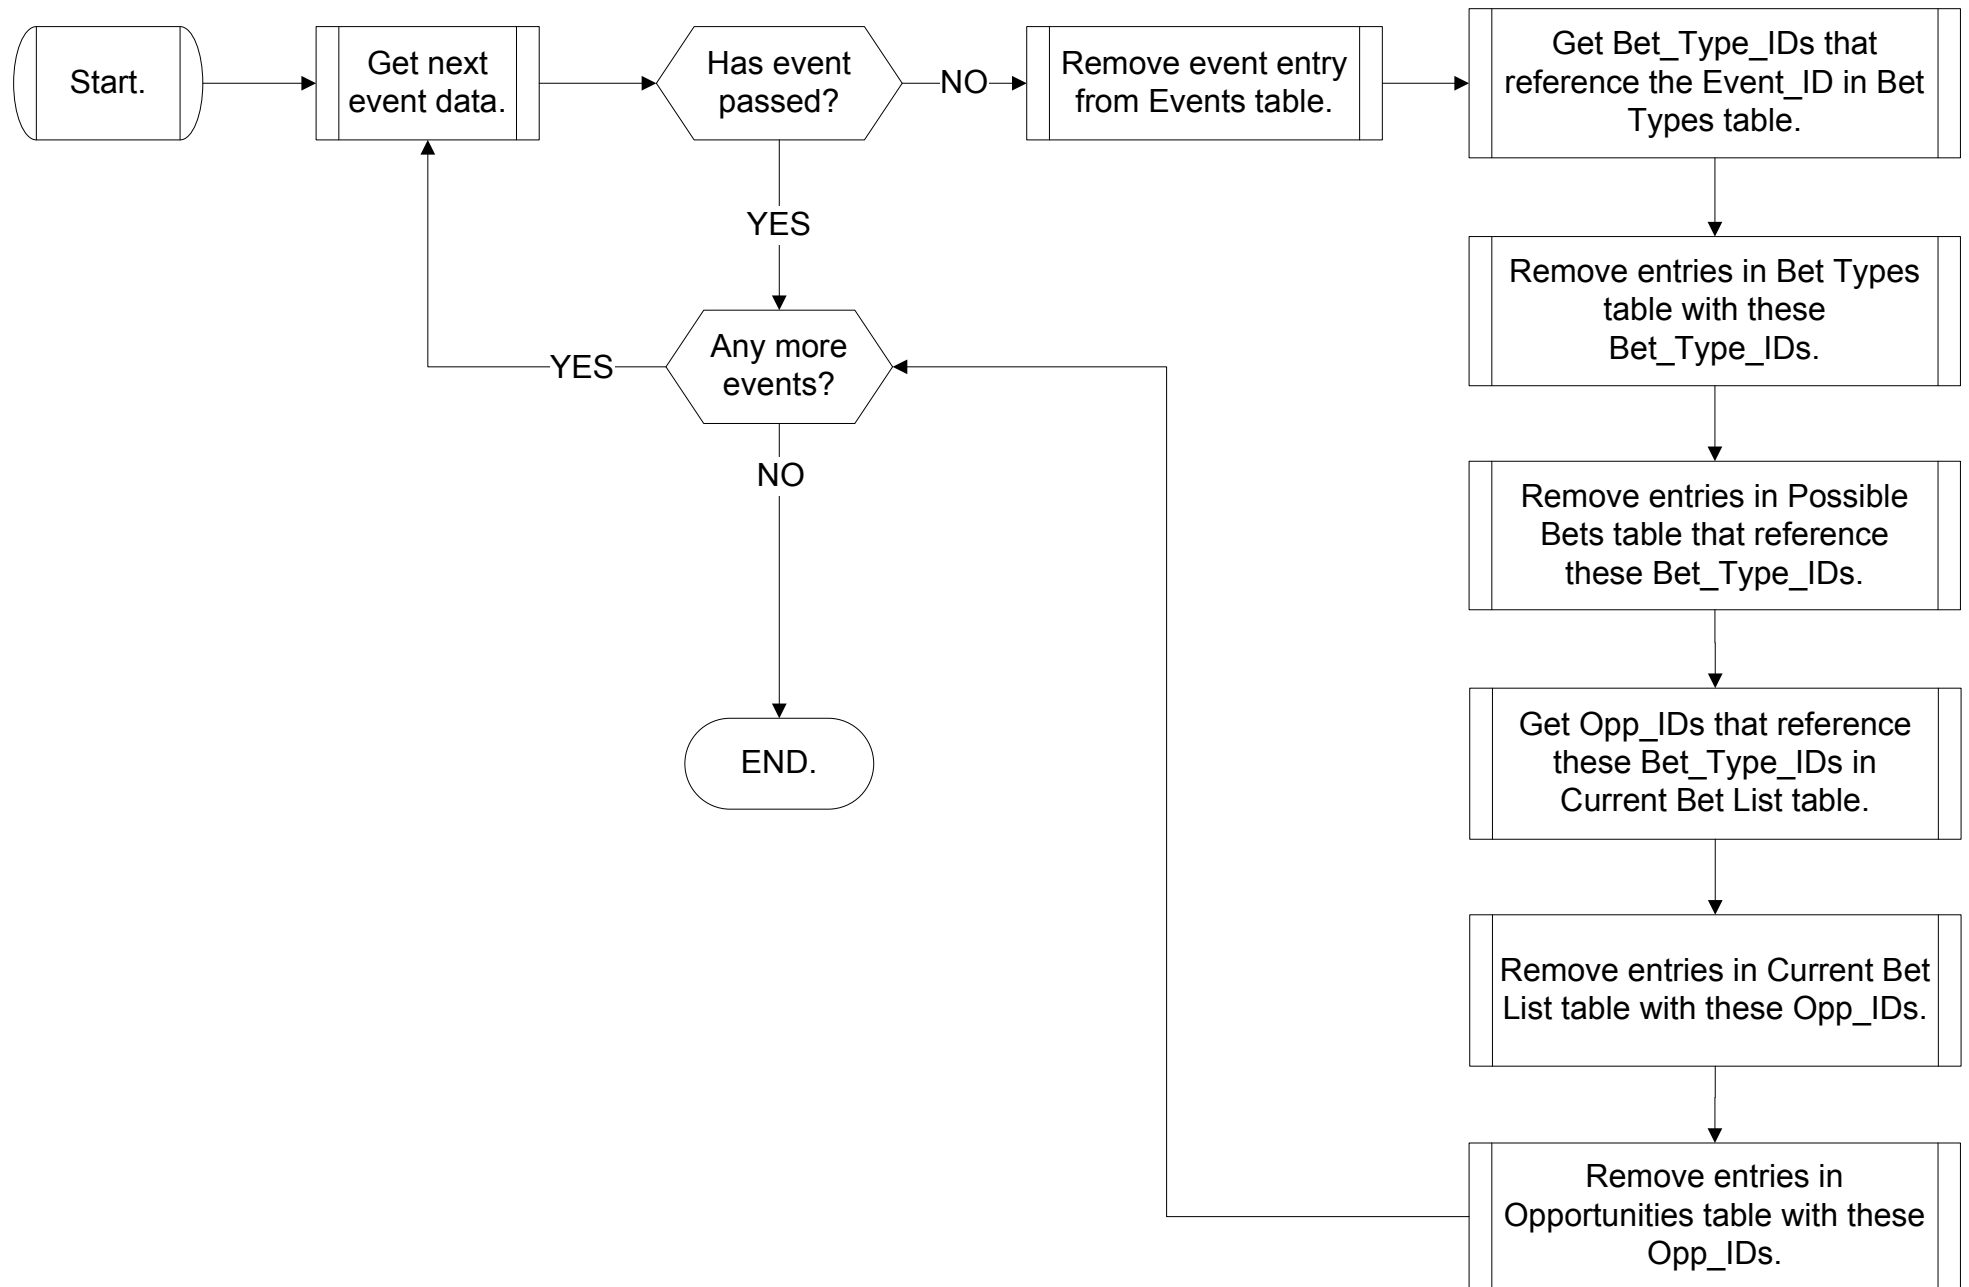 Start.
Get next
event data.
Has event
passed?
NO
Remove event entry
from Events table.
Get Bet_Type_IDs that
reference the Event_ID in Bet
Types table.
YES
Remove entries in Bet Types
table with these
Bet_Type_IDs.
Any more
events?
YES
NO
Remove entries in Possible
Bets table that reference
these Bet_Type_IDs.
Get Opp_IDs that reference
these Bet_Type_IDs in
Current Bet List table.
END.
Remove entries in Current Bet
List table with these Opp_IDs.
Remove entries in
Opportunities table with these
Opp_IDs.